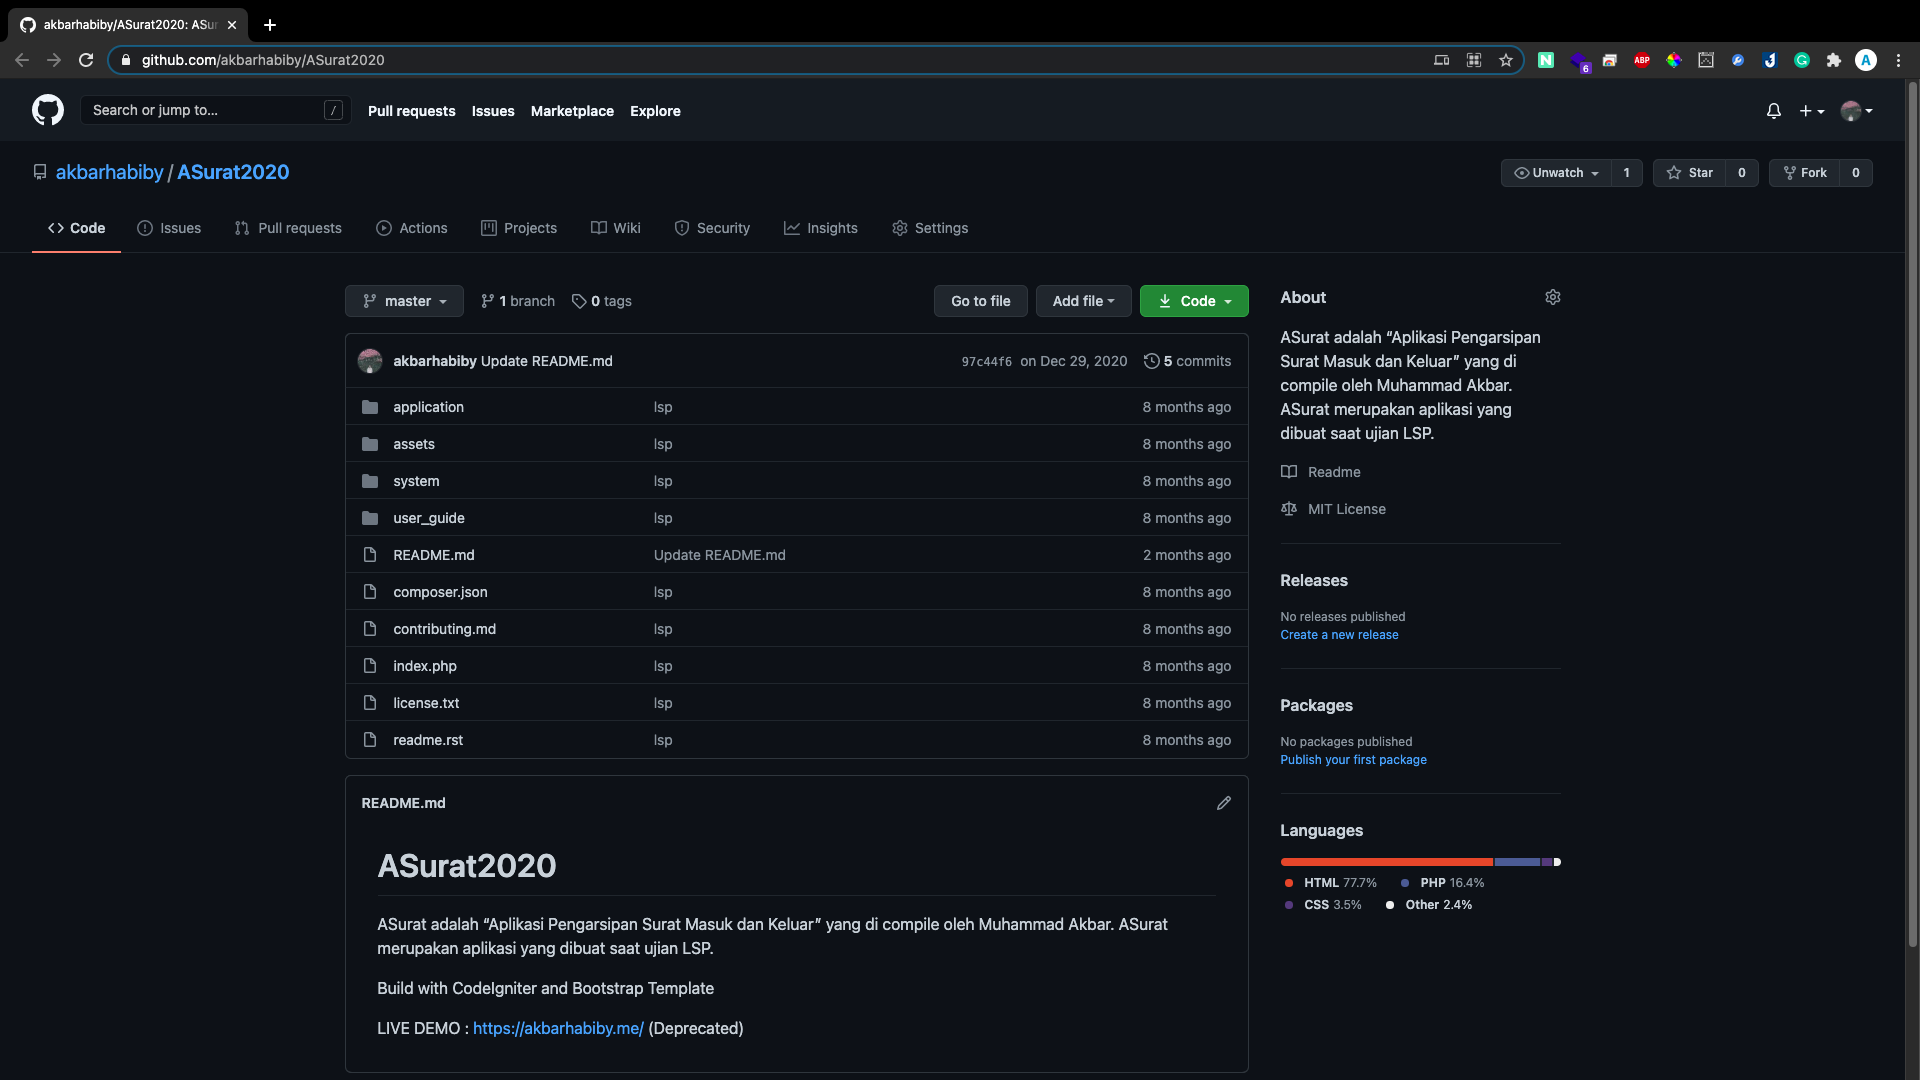 akbarhabiby/ASurat2020: ASur
github.com/akbarhabiby/ASurat2020
6
ABP
A
Search or jump to...
/
Pull requests
Issues
Marketplace
Explore
akbarhabiby / ASurat2020
Unwatch 1
Star 0
Fork 0
Code
Issues
Pull requests
Actions
Projects
Wiki
Security
Insights
Settings
master
1 branch
0 tags
Go to file
Add file
Code
akbarhabiby Update README.md 97c44f6 on Dec 29, 2020 5 commits
application lsp 8 months ago
assets lsp 8 months ago
system lsp 8 months ago
user_guide lsp 8 months ago
README.md Update README.md 2 months ago
composer.json lsp 8 months ago
contributing.md lsp 8 months ago
index.php lsp 8 months ago
license.txt lsp 8 months ago
readme.rst lsp 8 months ago
README.md
ASurat2020
ASurat adalah “Aplikasi Pengarsipan Surat Masuk dan Keluar” yang di compile oleh Muhammad Akbar. ASurat
merupakan aplikasi yang dibuat saat ujian LSP.
Build with CodeIgniter and Bootstrap Template
LIVE DEMO : https://akbarhabiby.me/ (Deprecated)
About
ASurat adalah “Aplikasi Pengarsipan
Surat Masuk dan Keluar” yang di
compile oleh Muhammad Akbar.
ASurat merupakan aplikasi yang
dibuat saat ujian LSP.
Readme
MIT License
Releases
No releases published
Create a new release
Packages
No packages published
Publish your first package
Languages
HTML 77.7%
PHP 16.4%
CSS 3.5%
Other 2.4%